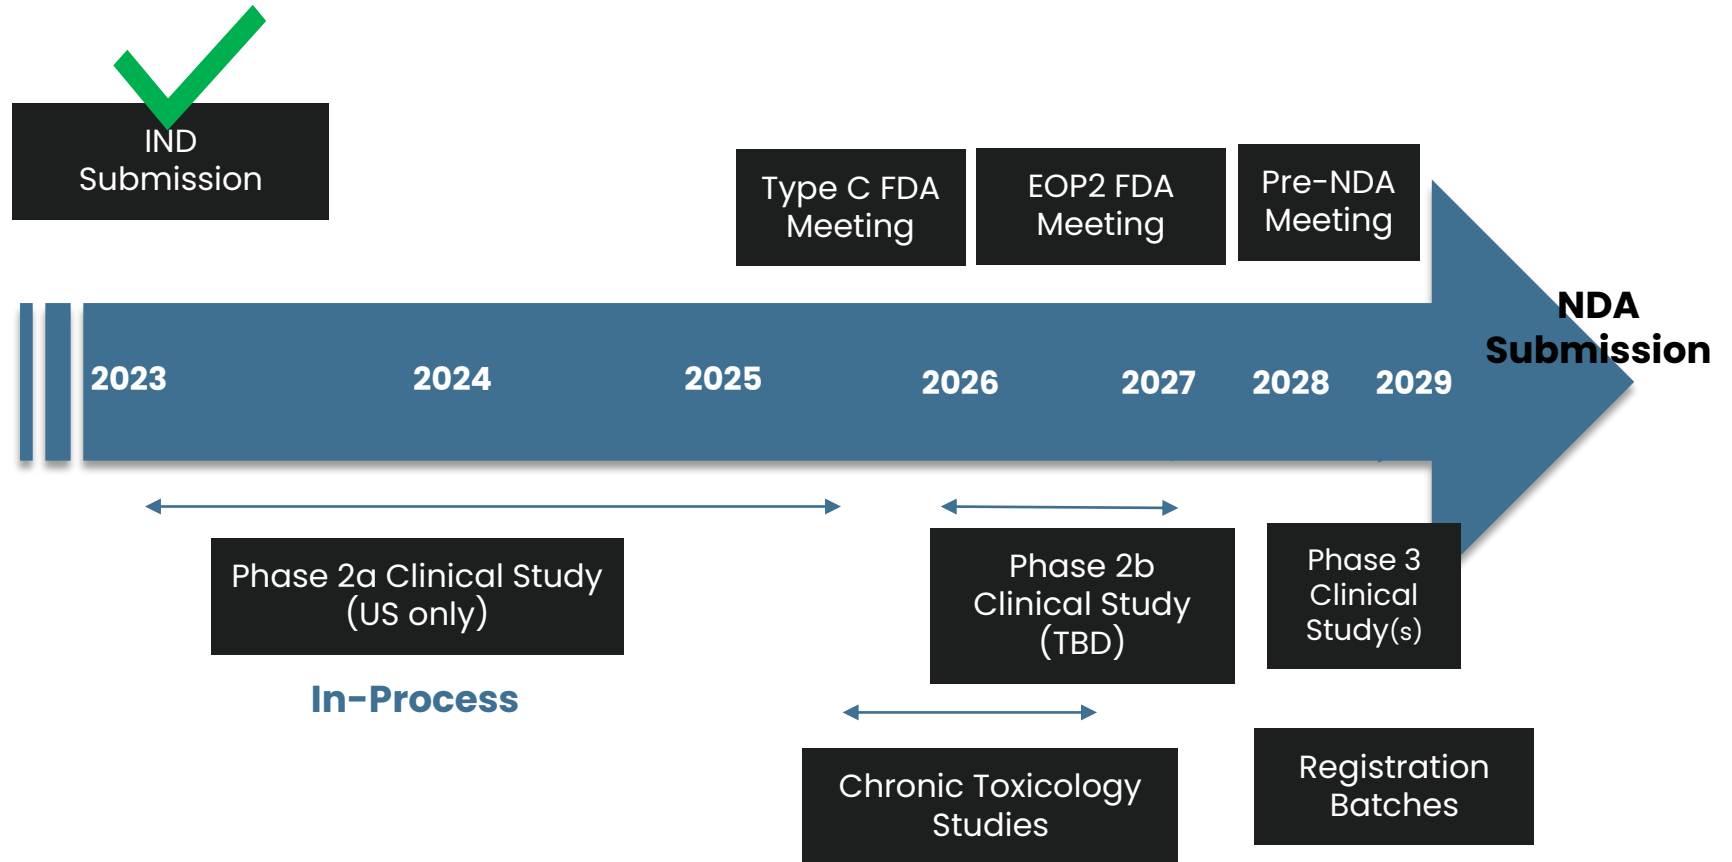 IND
Submission
Type C FDA
Meeting
EOP2 FDA
Meeting
Pre-NDA
Meeting
NDA
Submission
2023
2024
2025
2026
2027
2028
2029
Phase 2a Clinical Study
(US only)
In-Process
Phase 2b
Clinical Study
(TBD)
Phase 3
Clinical
Study(s)
Chronic Toxicology
Studies
Registration
Batches